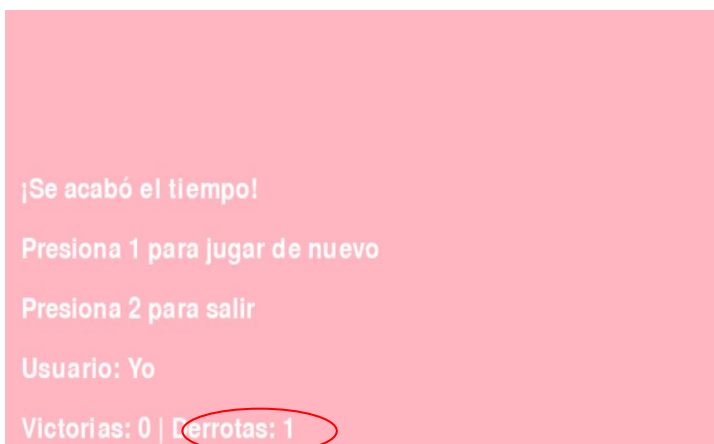 ¡Se acabó el tiempo!
Presiona 1 para jugar de nuevo
Presiona 2 para salir
Usuario: Yo
Victorias: 0 | Derrotas: 1